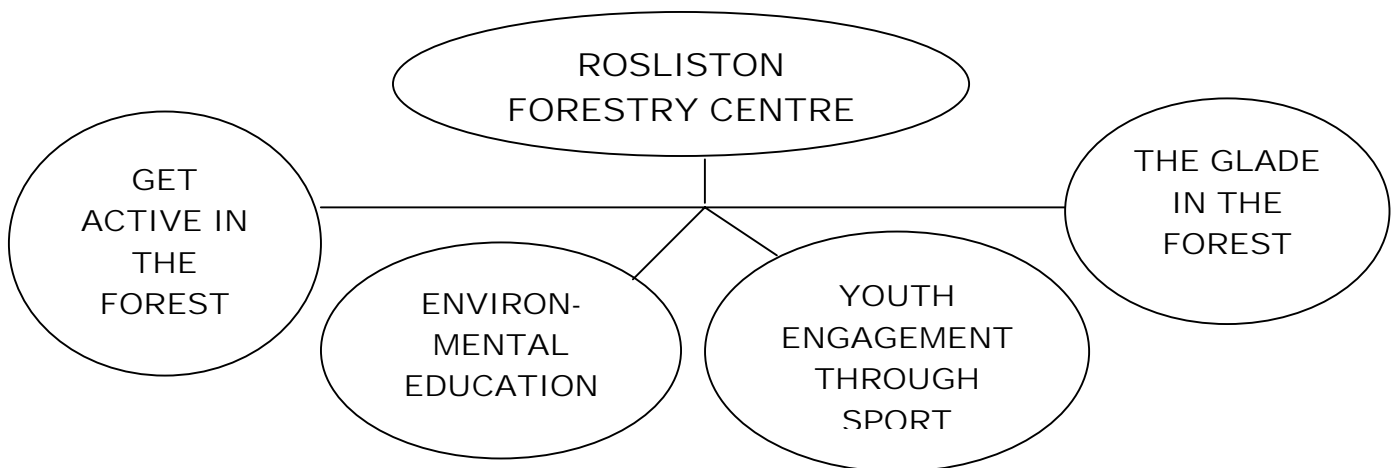 ROSLISTON
FORESTRY CENTRE
GET
ACTIVE IN
THE
FOREST
ENVIRON-
MENTAL
EDUCATION
YOUTH
ENGAGEMENT
THROUGH
SPORT
THE GLADE
IN THE
FOREST